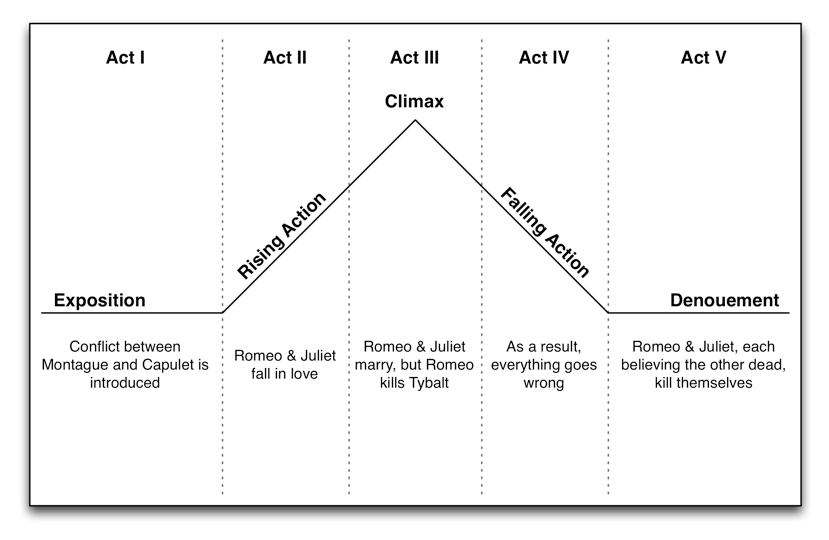 Act I
Act II
Act III
Act IV
Act V
Climax
Rising Action
Falling Action
Exposition
Denouement
Conflict between
Montague and Capulet is
introduced
Romeo & Juliet
fall in love
Romeo & Juliet
marry, but Romeo
kills Tybalt
As a result,
everything goes
wrong
Romeo & Juliet, each
believing the other dead,
kill themselves